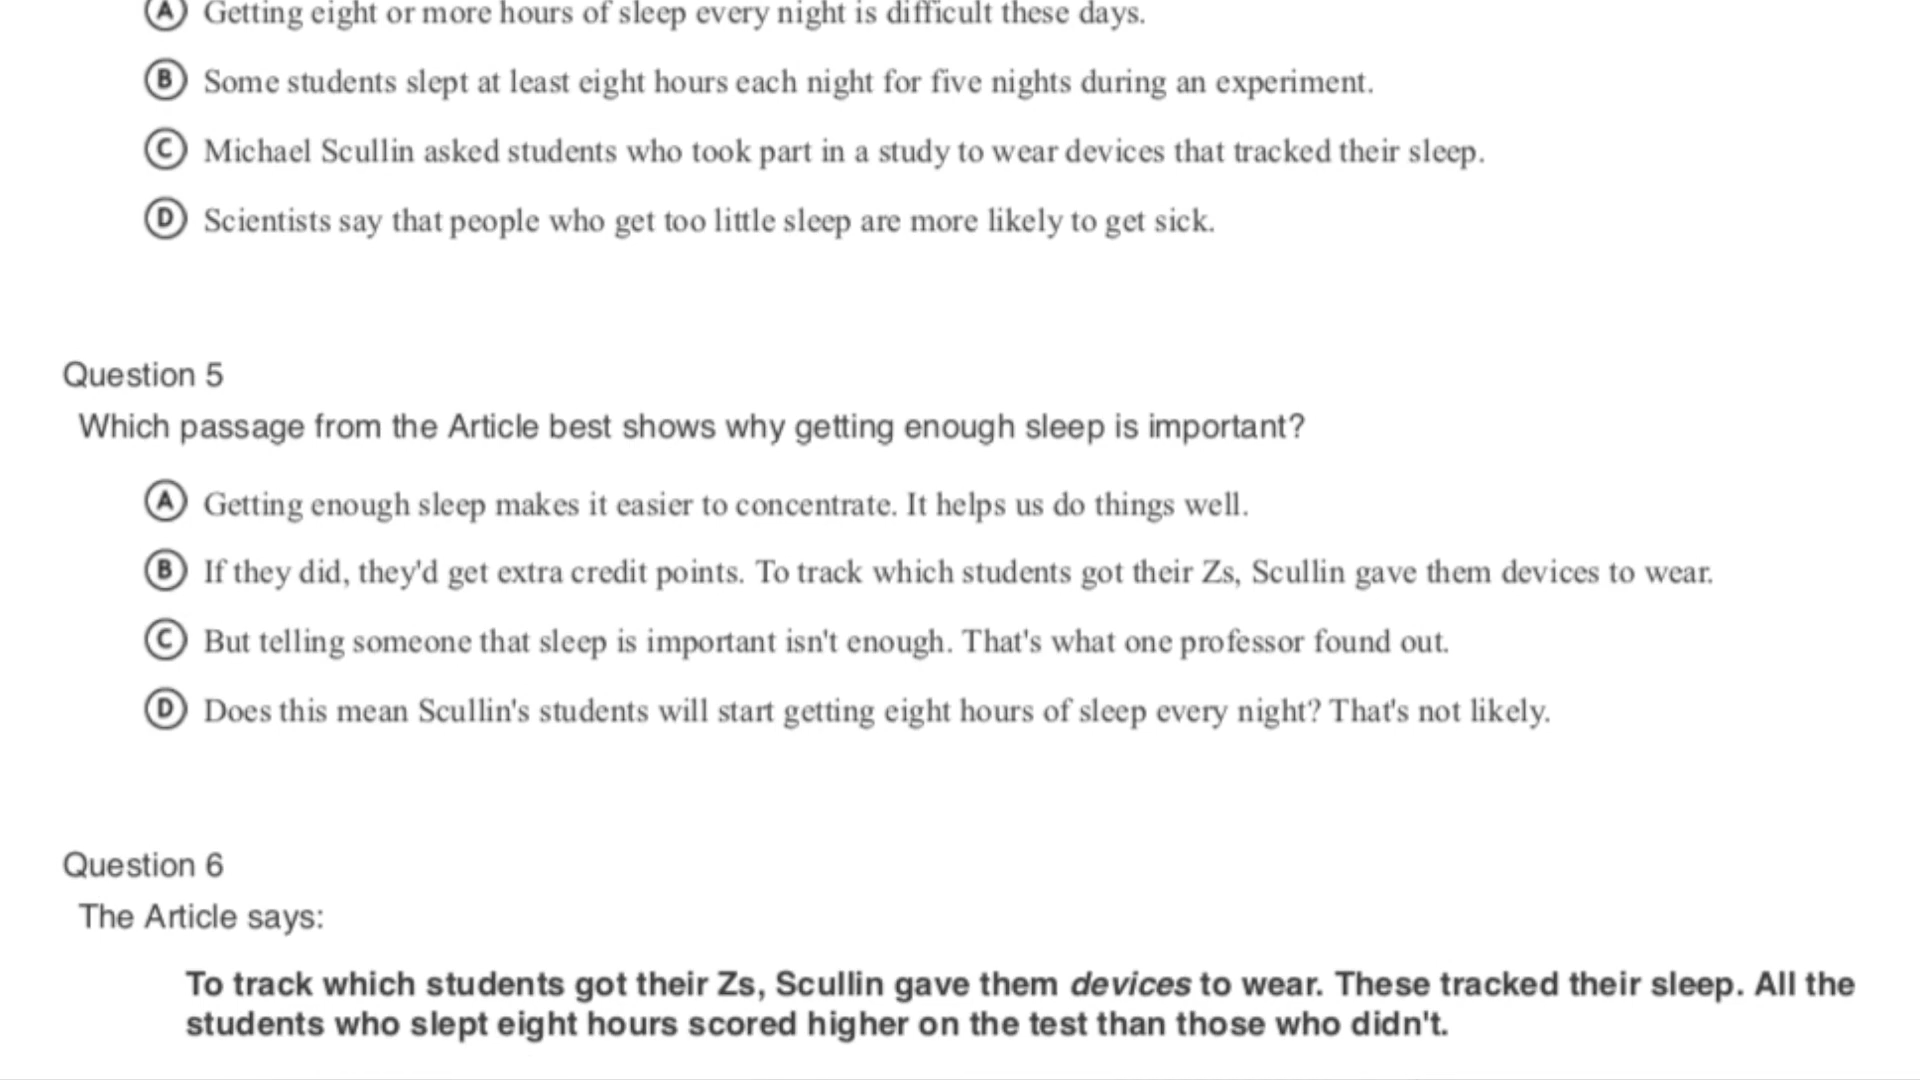 A Getting eight or more hours of sleep every night is difficult these days.
B Some students slept at least eight hours each night for five nights during an experiment.
C Michael Scullin asked students who took part in a study to wear devices that tracked their sleep.
D Scientists say that people who get too little sleep are more likely to get sick.
Question 5
Which passage from the Article best shows why getting enough sleep is important?
A Getting enough sleep makes it easier to concentrate. It helps us do things well.
B If they did, they'd get extra credit points. To track which students got their Zs, Scullin gave them devices to wear.
C But telling someone that sleep is important isn't enough. That's what one professor found out.
D Does this mean Scullin's students will start getting eight hours of sleep every night? That's not likely.
Question 6
The Article says:
To track which students got their Zs, Scullin gave them devices to wear. These tracked their sleep. All the
students who slept eight hours scored higher on the test than those who didn't.